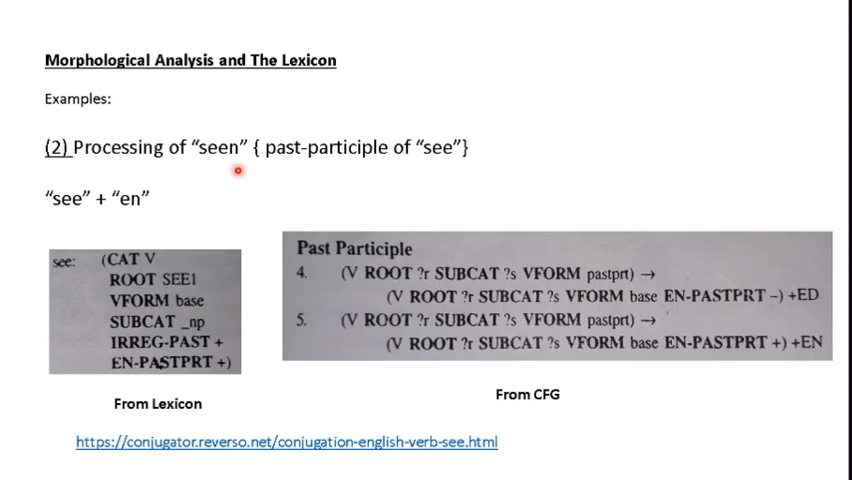 Morphological Analysis and The Lexicon
Examples:
(2) Processing of “seen” { past-participle of “see”}
“see” + “en”
see: (CAT V
ROOT SEE1
VFORM base
SUBCAT _np
IRREG-PAST +
EN-PASTPRT +)
From Lexicon
Past Participle
4. (V ROOT ?r SUBCAT ?s VFORM pastprt) →
(V ROOT ?r SUBCAT ?s VFORM base EN-PASTPRT –) +ED
5. (V ROOT ?r SUBCAT ?s VFORM pastprt) →
(V ROOT ?r SUBCAT ?s VFORM base EN-PASTPRT +) +EN
From CFG
https://conjugator.reverso.net/conjugation-english-verb-see.html